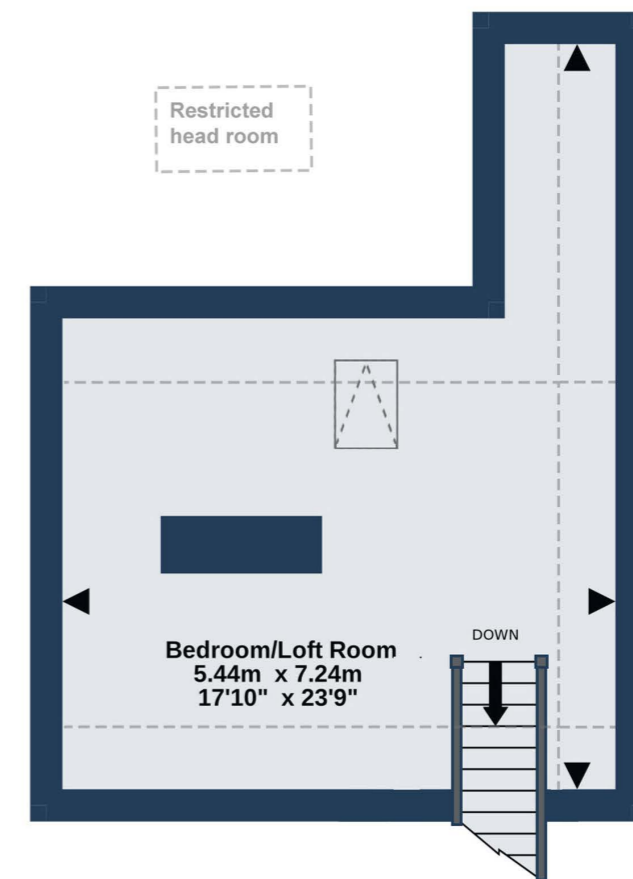 Restricted
head room
DOWN
Bedroom/Loft Room
5.44m x 7.24m
17'10" x 23'9"